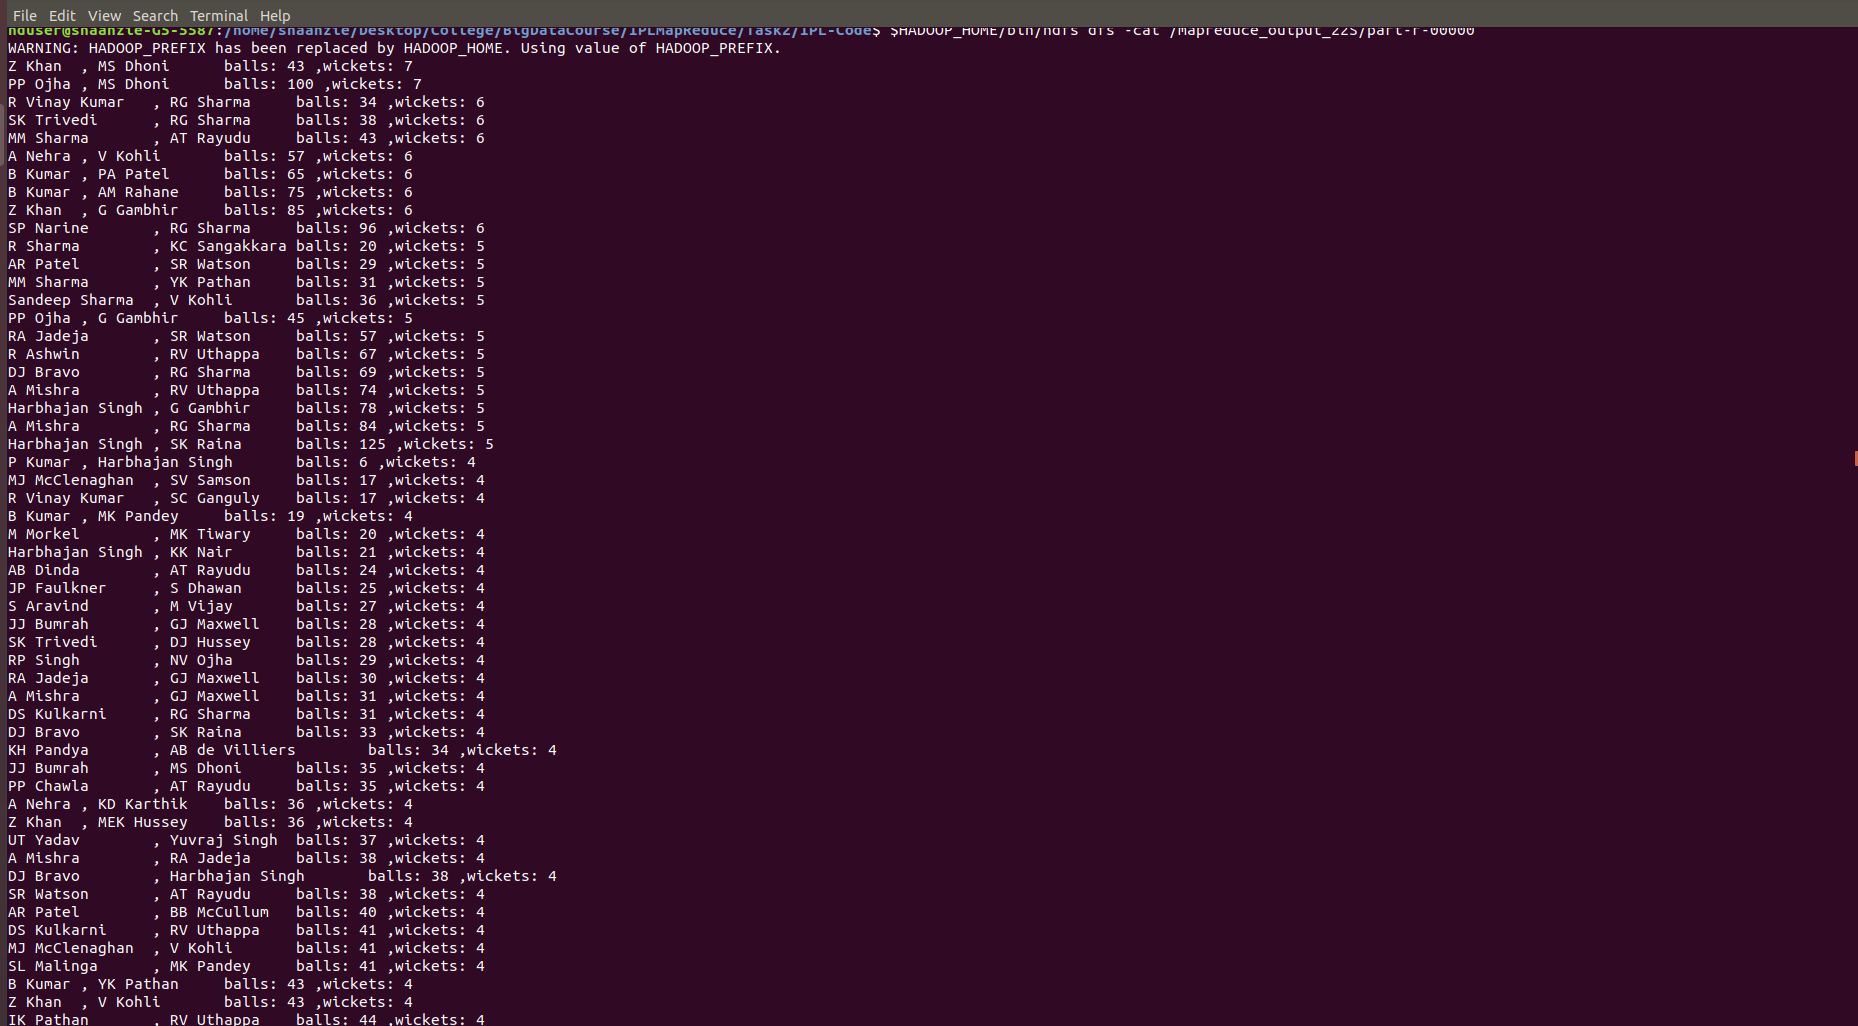 File Edit View Search Terminal Help
hduser@shaanzie-G5-5587:/home/shaanzie/Desktop/College/BigDataCourse/IPLMapReduce/Task2/IPL-Code$ $HADOOP_HOME/bin/hdfs dfs -cat /Mapreduce_output_22S/part-r-00000
WARNING: HADOOP_PREFIX has been replaced by HADOOP_HOME. Using value of HADOOP_PREFIX.
Z Khan , MS Dhoni balls: 43 ,wickets: 7
PP Ojha , MS Dhoni balls: 100 ,wickets: 7
R Vinay Kumar , RG Sharma balls: 34 ,wickets: 6
SK Trivedi , RG Sharma balls: 38 ,wickets: 6
MM Sharma , AT Rayudu balls: 43 ,wickets: 6
A Nehra , V Kohli balls: 57 ,wickets: 6
B Kumar , PA Patel balls: 65 ,wickets: 6
B Kumar , AM Rahane balls: 75 ,wickets: 6
Z Khan , G Gambhir balls: 85 ,wickets: 6
SP Narine , RG Sharma balls: 96 ,wickets: 6
R Sharma , KC Sangakkara balls: 20 ,wickets: 5
AR Patel , SR Watson balls: 29 ,wickets: 5
MM Sharma , YK Pathan balls: 31 ,wickets: 5
Sandeep Sharma , V Kohli balls: 36 ,wickets: 5
PP Ojha , G Gambhir balls: 45 ,wickets: 5
RA Jadeja , SR Watson balls: 57 ,wickets: 5
R Ashwin , RV Uthappa balls: 67 ,wickets: 5
DJ Bravo , RG Sharma balls: 69 ,wickets: 5
A Mishra , RV Uthappa balls: 74 ,wickets: 5
Harbhajan Singh , G Gambhir balls: 78 ,wickets: 5
A Mishra , RG Sharma balls: 84 ,wickets: 5
Harbhajan Singh , SK Raina balls: 125 ,wickets: 5
P Kumar , Harbhajan Singh balls: 6 ,wickets: 4
MJ McClenaghan , SV Samson balls: 17 ,wickets: 4
R Vinay Kumar , SC Ganguly balls: 17 ,wickets: 4
B Kumar , MK Pandey balls: 19 ,wickets: 4
M Morkel , MK Tiwary balls: 20 ,wickets: 4
Harbhajan Singh , KK Nair balls: 21 ,wickets: 4
AB Dinda , AT Rayudu balls: 24 ,wickets: 4
JP Faulkner , S Dhawan balls: 25 ,wickets: 4
S Aravind , M Vijay balls: 27 ,wickets: 4
JJ Bumrah , GJ Maxwell balls: 28 ,wickets: 4
SK Trivedi , DJ Hussey balls: 28 ,wickets: 4
RP Singh , NV Ojha balls: 29 ,wickets: 4
RA Jadeja , GJ Maxwell balls: 30 ,wickets: 4
A Mishra , GJ Maxwell balls: 31 ,wickets: 4
DS Kulkarni , RG Sharma balls: 31 ,wickets: 4
DJ Bravo , SK Raina balls: 33 ,wickets: 4
KH Pandya , AB de Villiers balls: 34 ,wickets: 4
JJ Bumrah , MS Dhoni balls: 35 ,wickets: 4
PP Chawla , AT Rayudu balls: 35 ,wickets: 4
A Nehra , KD Karthik balls: 36 ,wickets: 4
Z Khan , MEK Hussey balls: 36 ,wickets: 4
UT Yadav , Yuvraj Singh balls: 37 ,wickets: 4
A Mishra , RA Jadeja balls: 38 ,wickets: 4
DJ Bravo , Harbhajan Singh balls: 38 ,wickets: 4
SR Watson , AT Rayudu balls: 38 ,wickets: 4
AR Patel , BB McCullum balls: 40 ,wickets: 4
DS Kulkarni , RV Uthappa balls: 41 ,wickets: 4
MJ McClenaghan , V Kohli balls: 41 ,wickets: 4
SL Malinga , MK Pandey balls: 41 ,wickets: 4
B Kumar , YK Pathan balls: 43 ,wickets: 4
Z Khan , V Kohli balls: 43 ,wickets: 4
IK Pathan , RV Uthappa balls: 44 ,wickets: 4